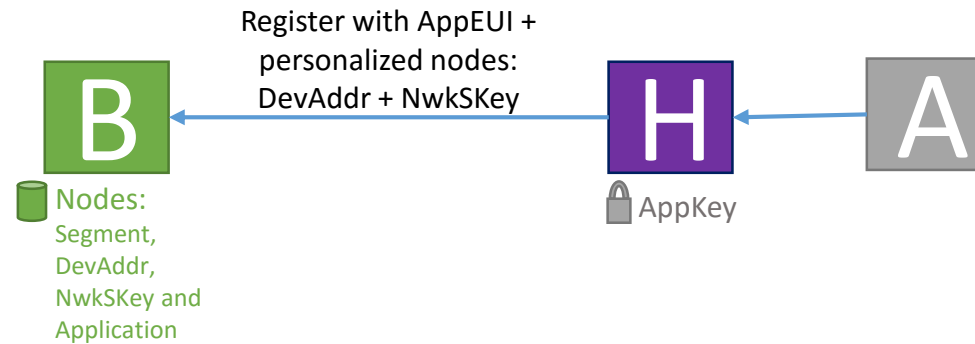 Register with AppEUI +
personalized nodes:
DevAddr + NwkSKey
B
H
A
Nodes:
Segment,
DevAddr,
NwkSKey and
Application
AppKey